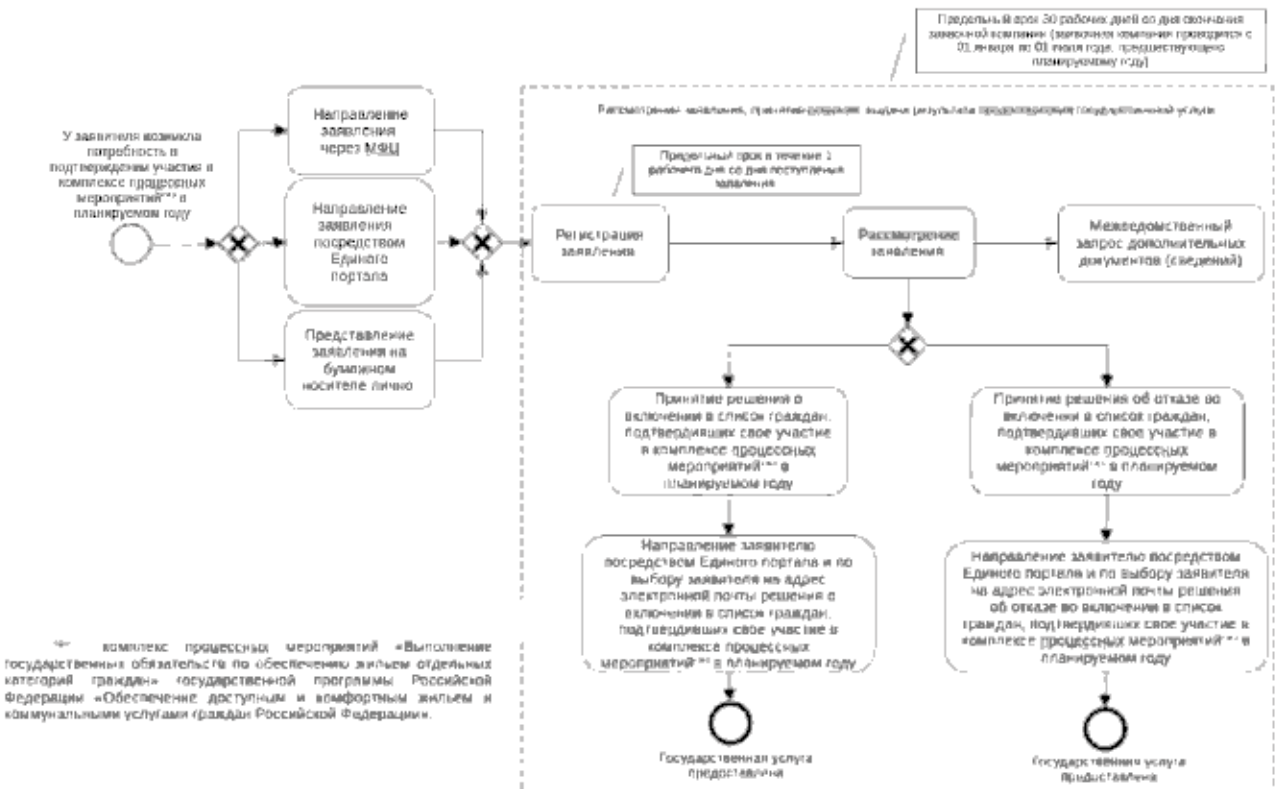 Предельный срок 30 рабочих дней со дня окончания
заявочной кампании (заявочная кампания проводится с
01 января по 01 июля года, предшествующего
планируемому году)
Рассмотрение заявления, принятие решения, выдача результата предоставления государственной услуги
Предельный срок в течение 1
рабочего дня со дня поступления
заявления
У заявителя возникла
потребность в
подтверждении участия в
комплексе процессных
мероприятий в
планируемом году
Направление
заявления
через МФЦ
Направление
заявления
посредством
Единого
портала
Представление
заявления на
бумажном
носителе лично
Регистрация
заявления
Рассмотрение
заявления
Межведомственный
запрос дополнительных
документов (сведений)
Принятие решения о
включении в список граждан,
подтвердивших свое участие
в комплексе процессных
мероприятий в
планируемом году
Принятие решения об отказе во
включении в список граждан,
подтвердивших свое участие в
комплексе процессных
мероприятий в планируемом
году
Направление заявителю
посредством Единого портала и по
выбору заявителя на адрес
электронной почты решения о
включении в список граждан,
подтвердивших свое участие в
комплексе процессных
мероприятий в планируемом году
Направление заявителю посредством
Единого портала и по выбору заявителя
на адрес электронной почты решения
об отказе во включении в список
граждан, подтвердивших свое участие в
комплексе процессных мероприятий в
планируемом году
Государственная услуга
предоставлена
Государственная услуга
предоставлена
комплекс процессных мероприятий «Выполнение
государственных обязательств по обеспечению жильем отдельных
категорий граждан» государственной программы Российской
Федерации «Обеспечение доступным и комфортным жильем и
коммунальными услугами граждан Российской Федерации».